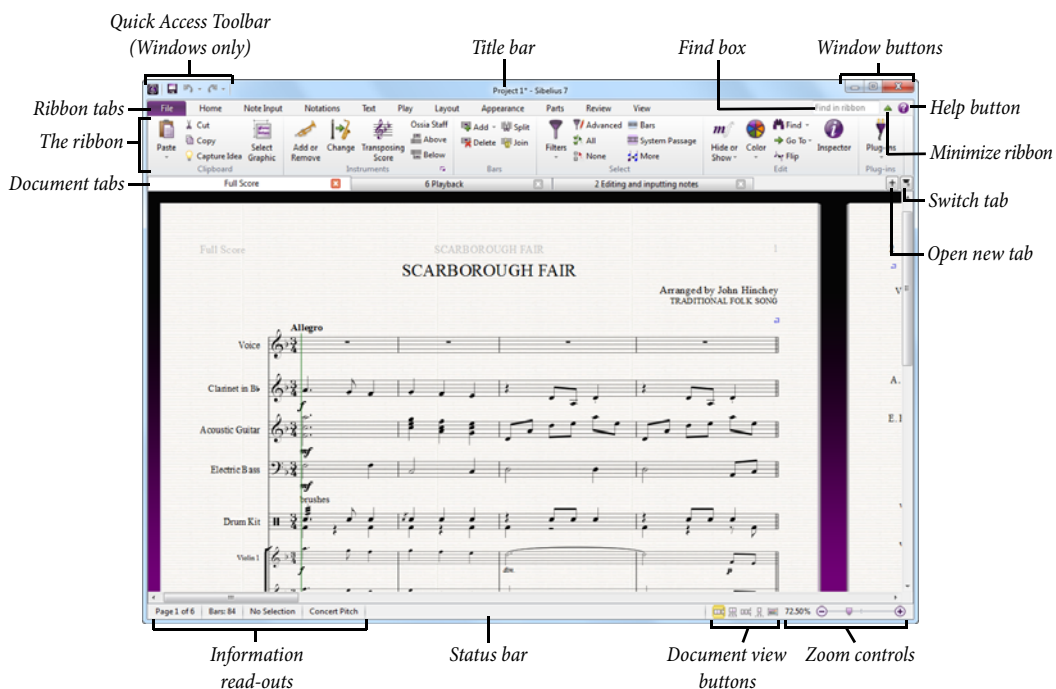 Quick Access Toolbar
(Windows only)
Title bar
Find box
Window buttons
Project 1* - Sibelius 7
Ribbon tabs
File Home Note Input Notations Text Play Layout Appearance Parts Review View Find in ribbon
Help button
The ribbon
Paste
Cut
Copy
Capture Idea
Select Graphic
Clipboard
Add or Remove
Change
Transposing Score
Ossia Staff
Above
Below
Instruments
Add
Split
Delete
Join
Bars
Filters
Advanced
All
None
Bars
System Passage
More
Select
Hide or Show
Color
Find
Go To
Flip
Inspector
Edit
Plug-ins
Plug-ins
Minimize ribbon
Document tabs
Full Score
6 Playback
2 Editing and inputting notes
Switch tab
Open new tab
Full Score SCARBOROUGH FAIR 1
SCARBOROUGH FAIR
Arranged by John Hinchey
TRADITIONAL FOLK SONG
Allegro
Voice
Clarinet in B♭
f
Acoustic Guitar
mf
Electric Bass
mf
brushes
Drum Kit
Violin 1
f
div.
p
V
A.
E.
Page 1 of 6 Bars: 84 No Selection Concert Pitch 72.50%
Information
read-outs
Status bar
Document view
buttons
Zoom controls